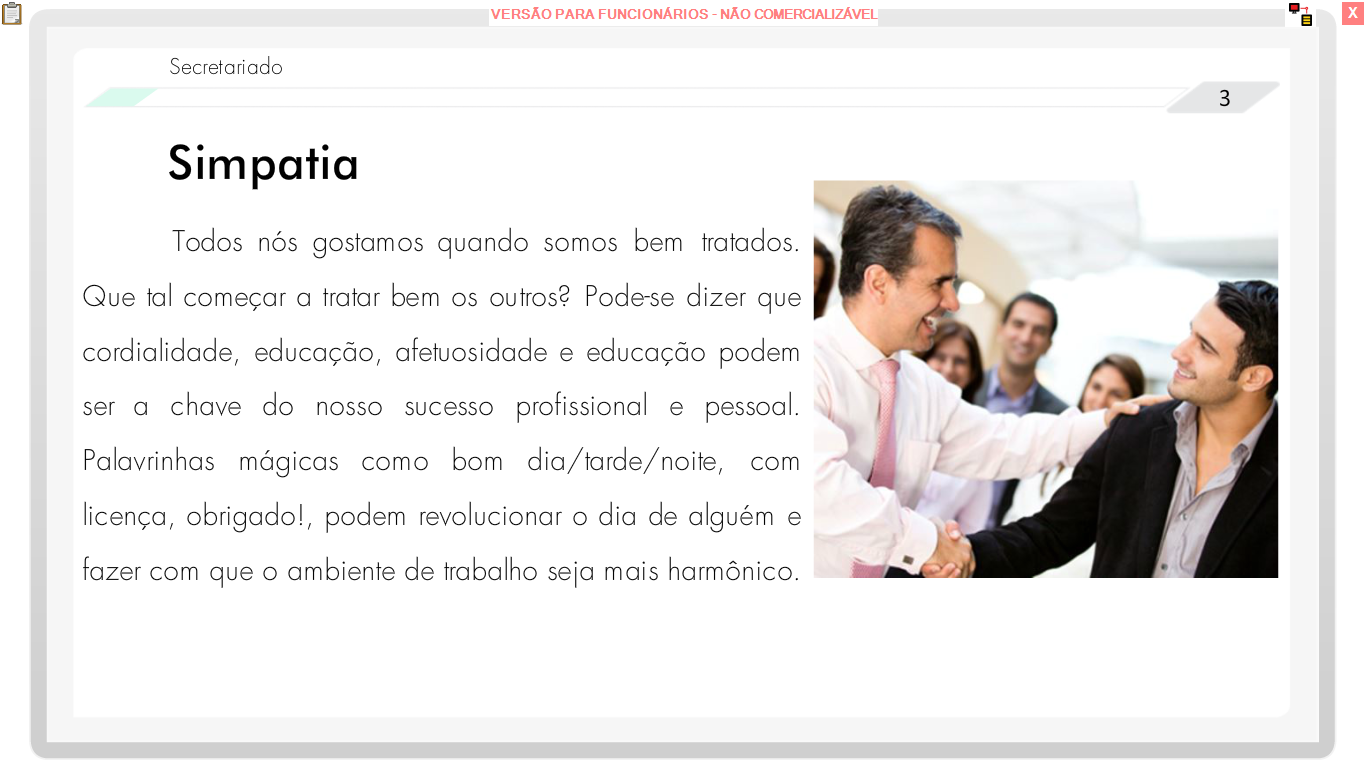 VERSÃO PARA FUNCIONÁRIOS - NÃO COMERCIALIZÁVEL
X
Secretariado
3
Simpatia
Todos nós gostamos quando somos bem tratados.
Que tal começar a tratar bem os outros? Pode-se dizer que
cordialidade, educação, afetuosidade e educação podem
ser a chave do nosso sucesso profissional e pessoal.
Palavrinhas mágicas como bom dia/tarde/noite, com
licença, obrigado!, podem revolucionar o dia de alguém e
fazer com que o ambiente de trabalho seja mais harmônico.